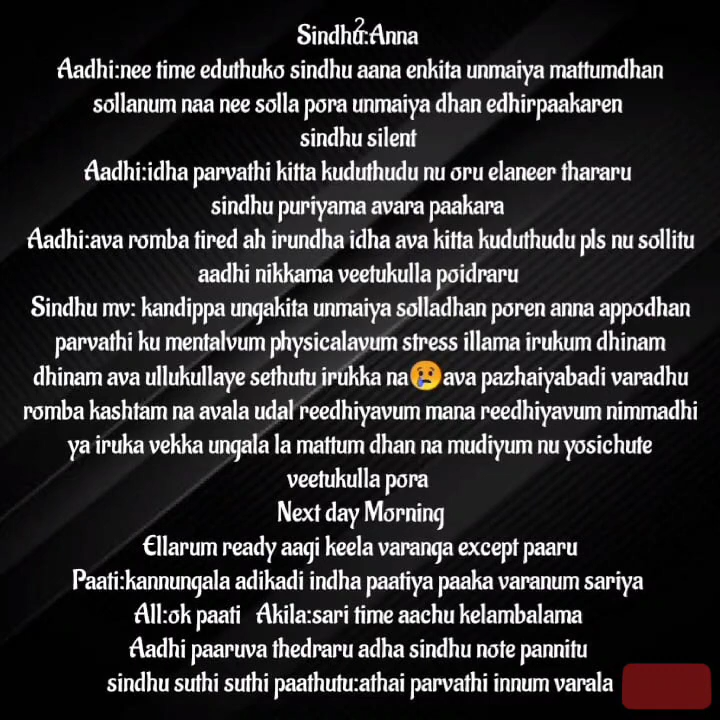 Sindhu:Anna
2
Aadhi:nee time eduthuko sindhu aana enkita unmaiya mattumdhan
sollanum naa nee solla pora unmaiya dhan edhirpaakaren
sindhu silent
Aadhi:idha parvathi kitta kuduthudu nu oru elaneer thararu
sindhu puriyama avara paakara
Aadhi:ava romba tired ah irundha idha ava kitta kuduthudu pls nu sollitu
aadhi nikkama veetukulla poidraru
Sindhu mv: kandippa ungakita unmaiya solladhan poren anna appodhan
parvathi ku mentalvum physicalavum stress illama irukum dhinam
dhinam ava ullukullaye sethutu irukka na😢ava pazhaiyabadi varadhu
romba kashtam na avala udal reedhiyavum mana reedhiyavum nimmadhi
ya iruka vekka ungala la mattum dhan na mudiyum nu yosichute
veetukulla pora
Next day Morning
Ellarum ready aagi keela varanga except paaru
Paati:kannungala adikadi indha paatiya paaka varanum sariya
All:ok paati Akila:sari time aachu kelambalama
Aadhi paaruva thedraru adha sindhu note pannitu
sindhu suthi suthi paathutu:athai parvathi innum varala